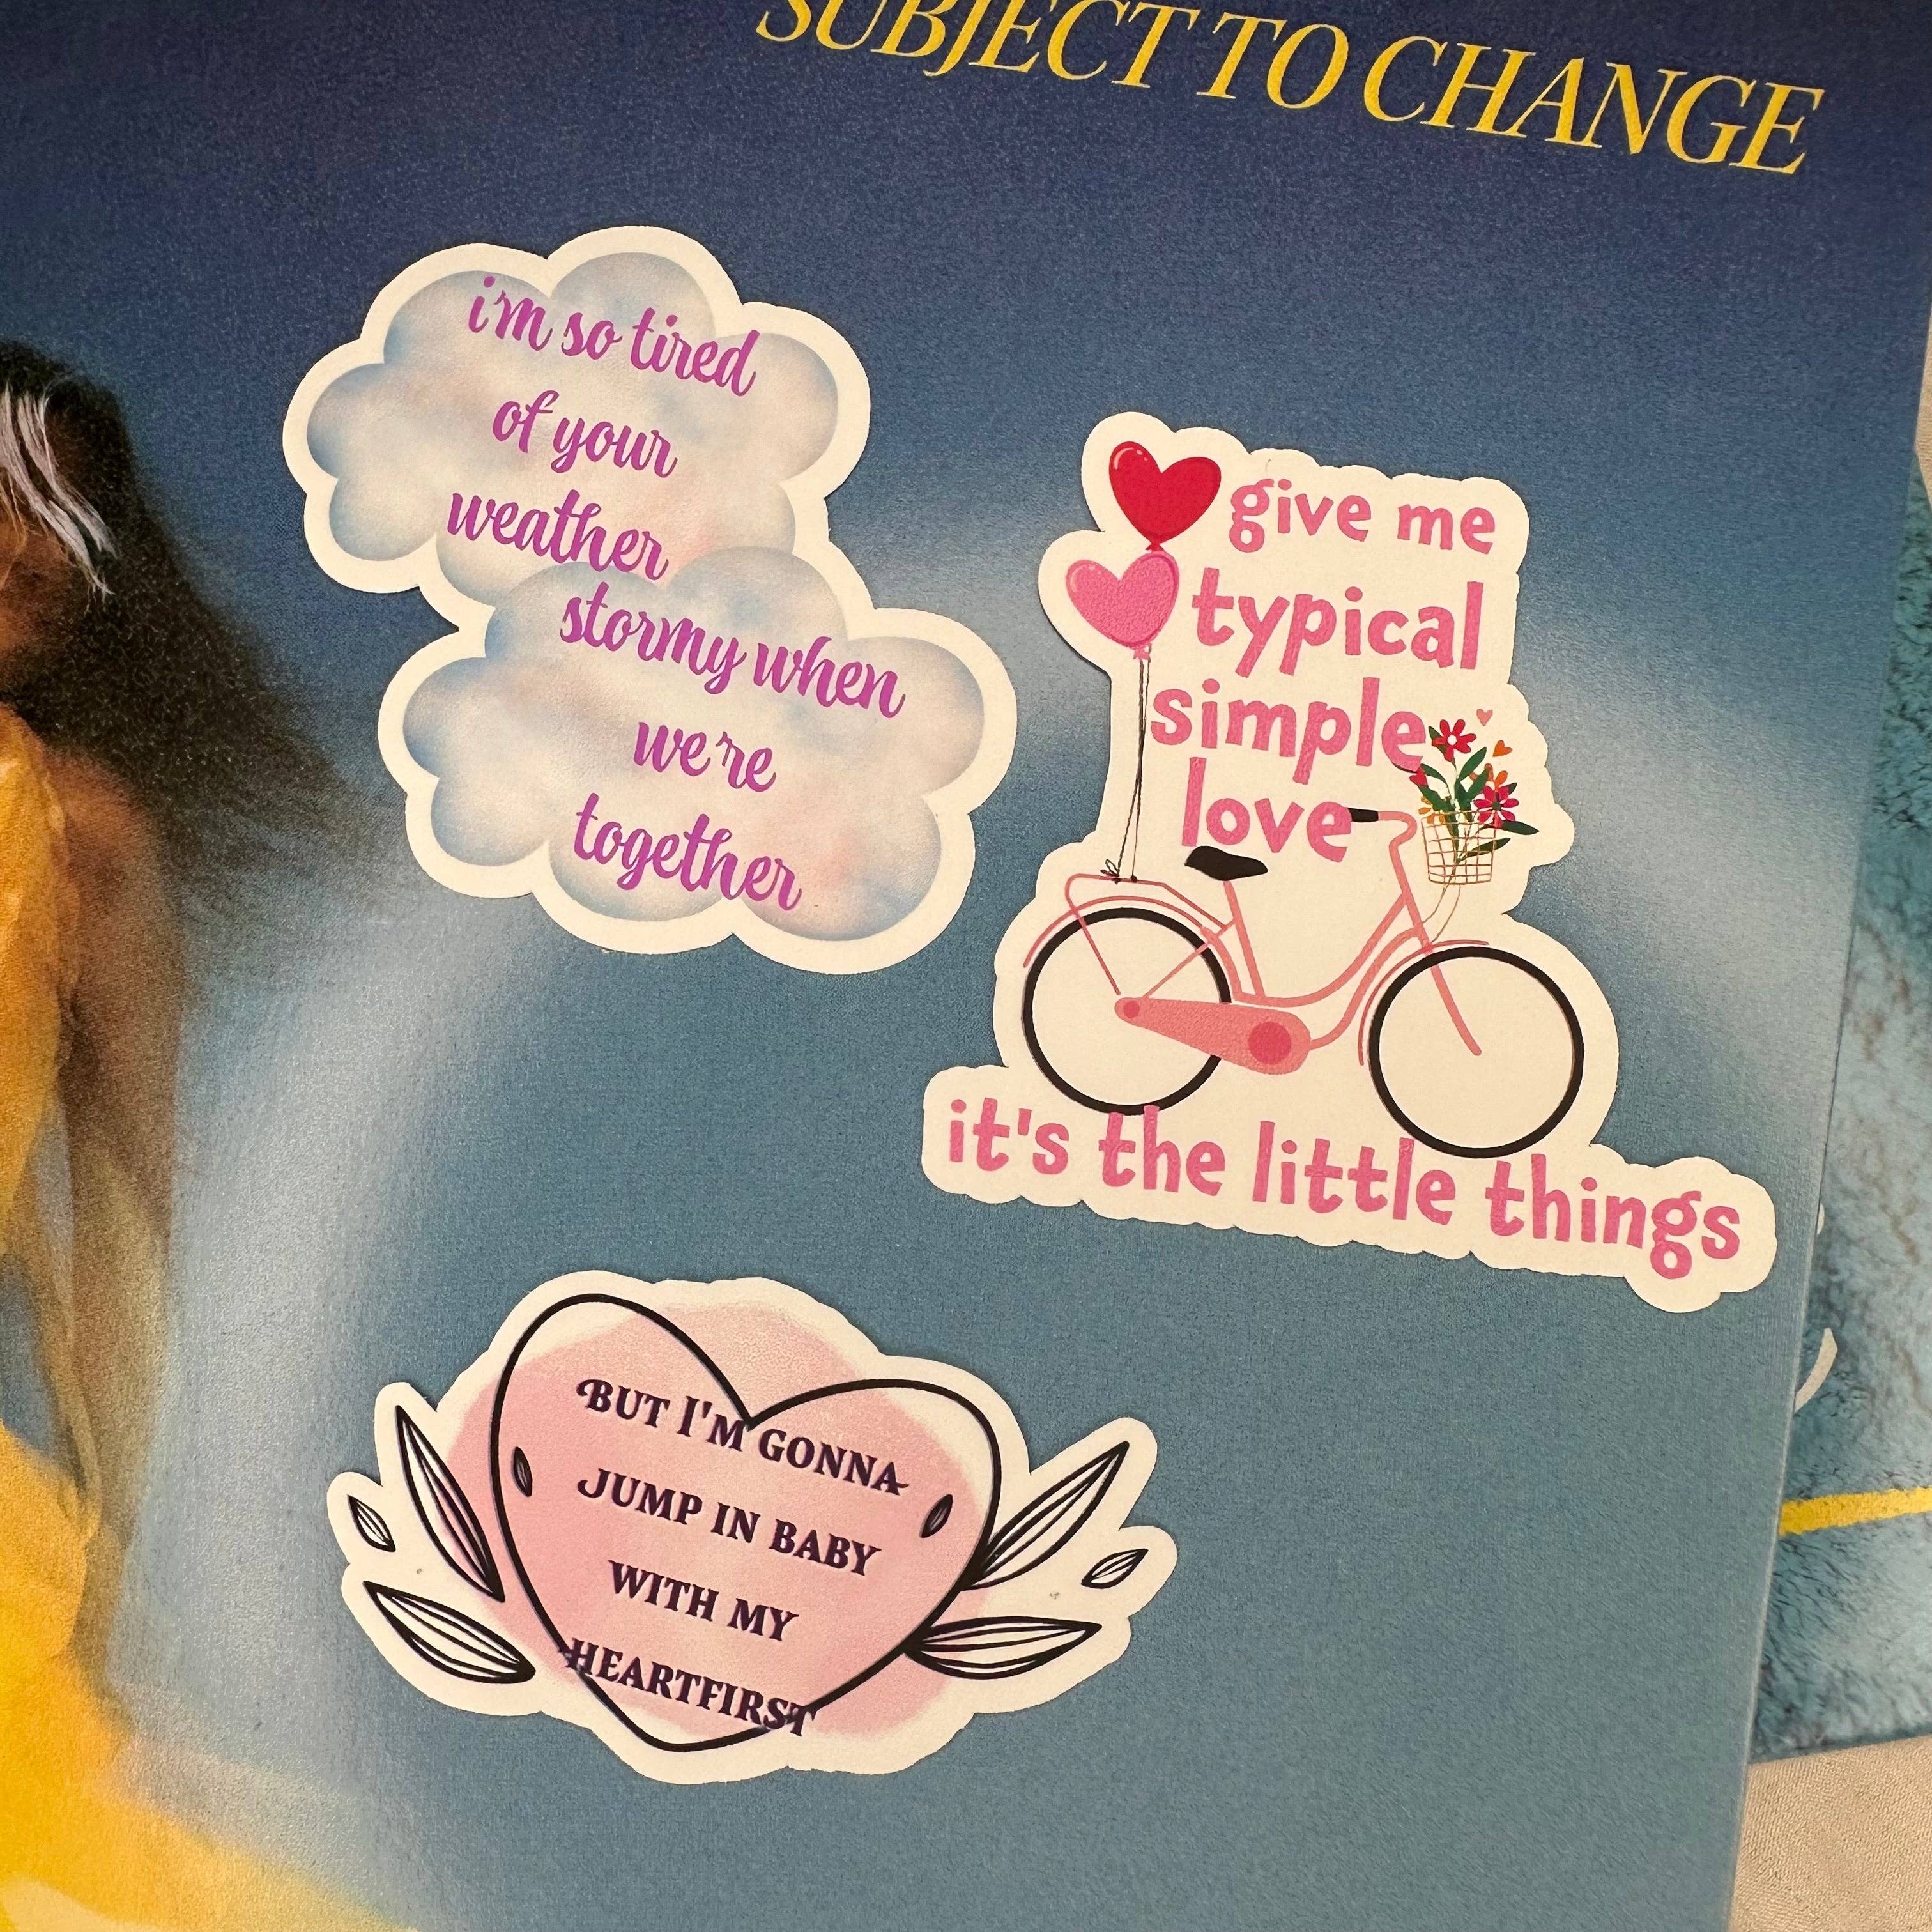 SUBJECT TO CHANGE
i'm so tired
of your
weather
stormy when
we're
together
give me
typical
simple
love
it's the little things
BUT I'M GONNA
JUMP IN BABY
WITH MY
HEARTFIRST